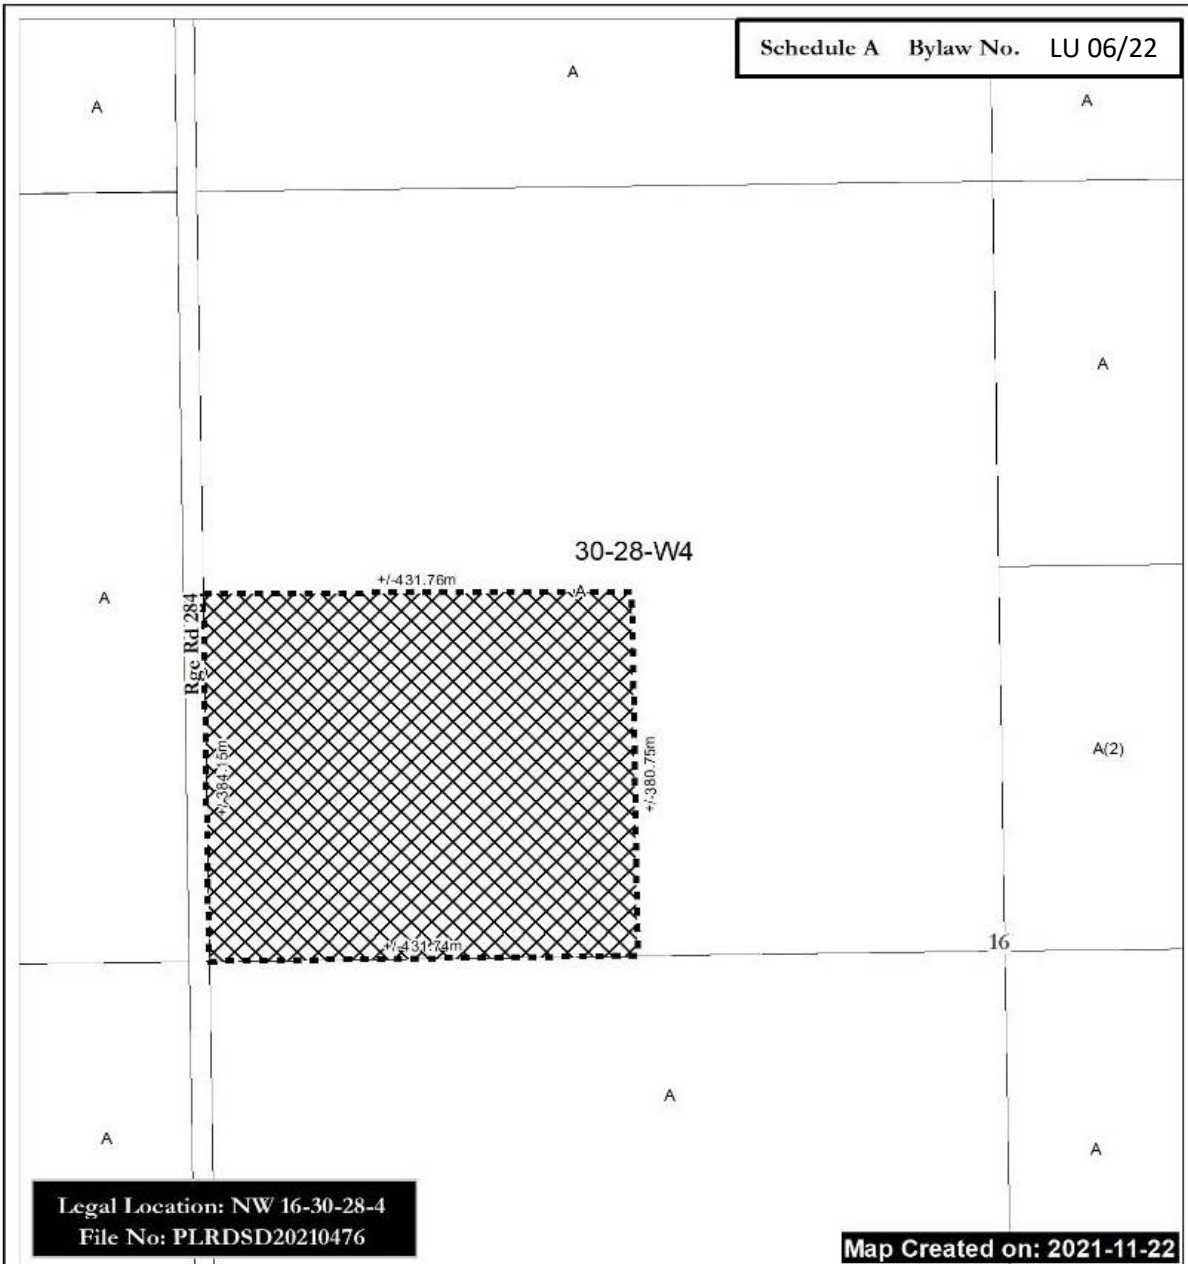 Schedule A Bylaw No. LU 06/22
A
A
A
A
30-28-W4
+/-431.76m
A
A
Rge Rd 284
+/-384.15m
+/-380.75m
A(2)
+/-431.74m
16
A
A
A
Legal Location: NW 16-30-28-4
File No: PLRDSD20210476
Map Created on: 2021-11-22